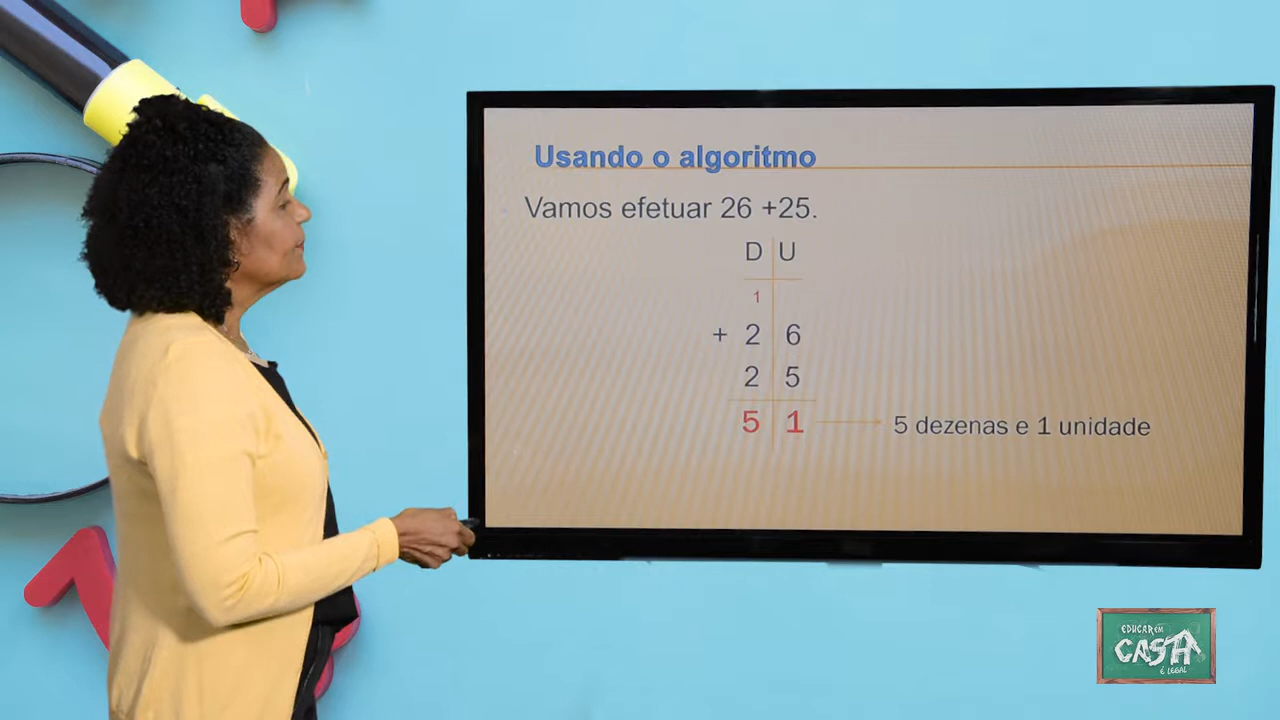 Usando o algoritmo
Vamos efetuar 26 +25.
D U
1
+ 2 6
2 5
5 1 5 dezenas e 1 unidade
EDUCAR EM
CASA
É LEGAL